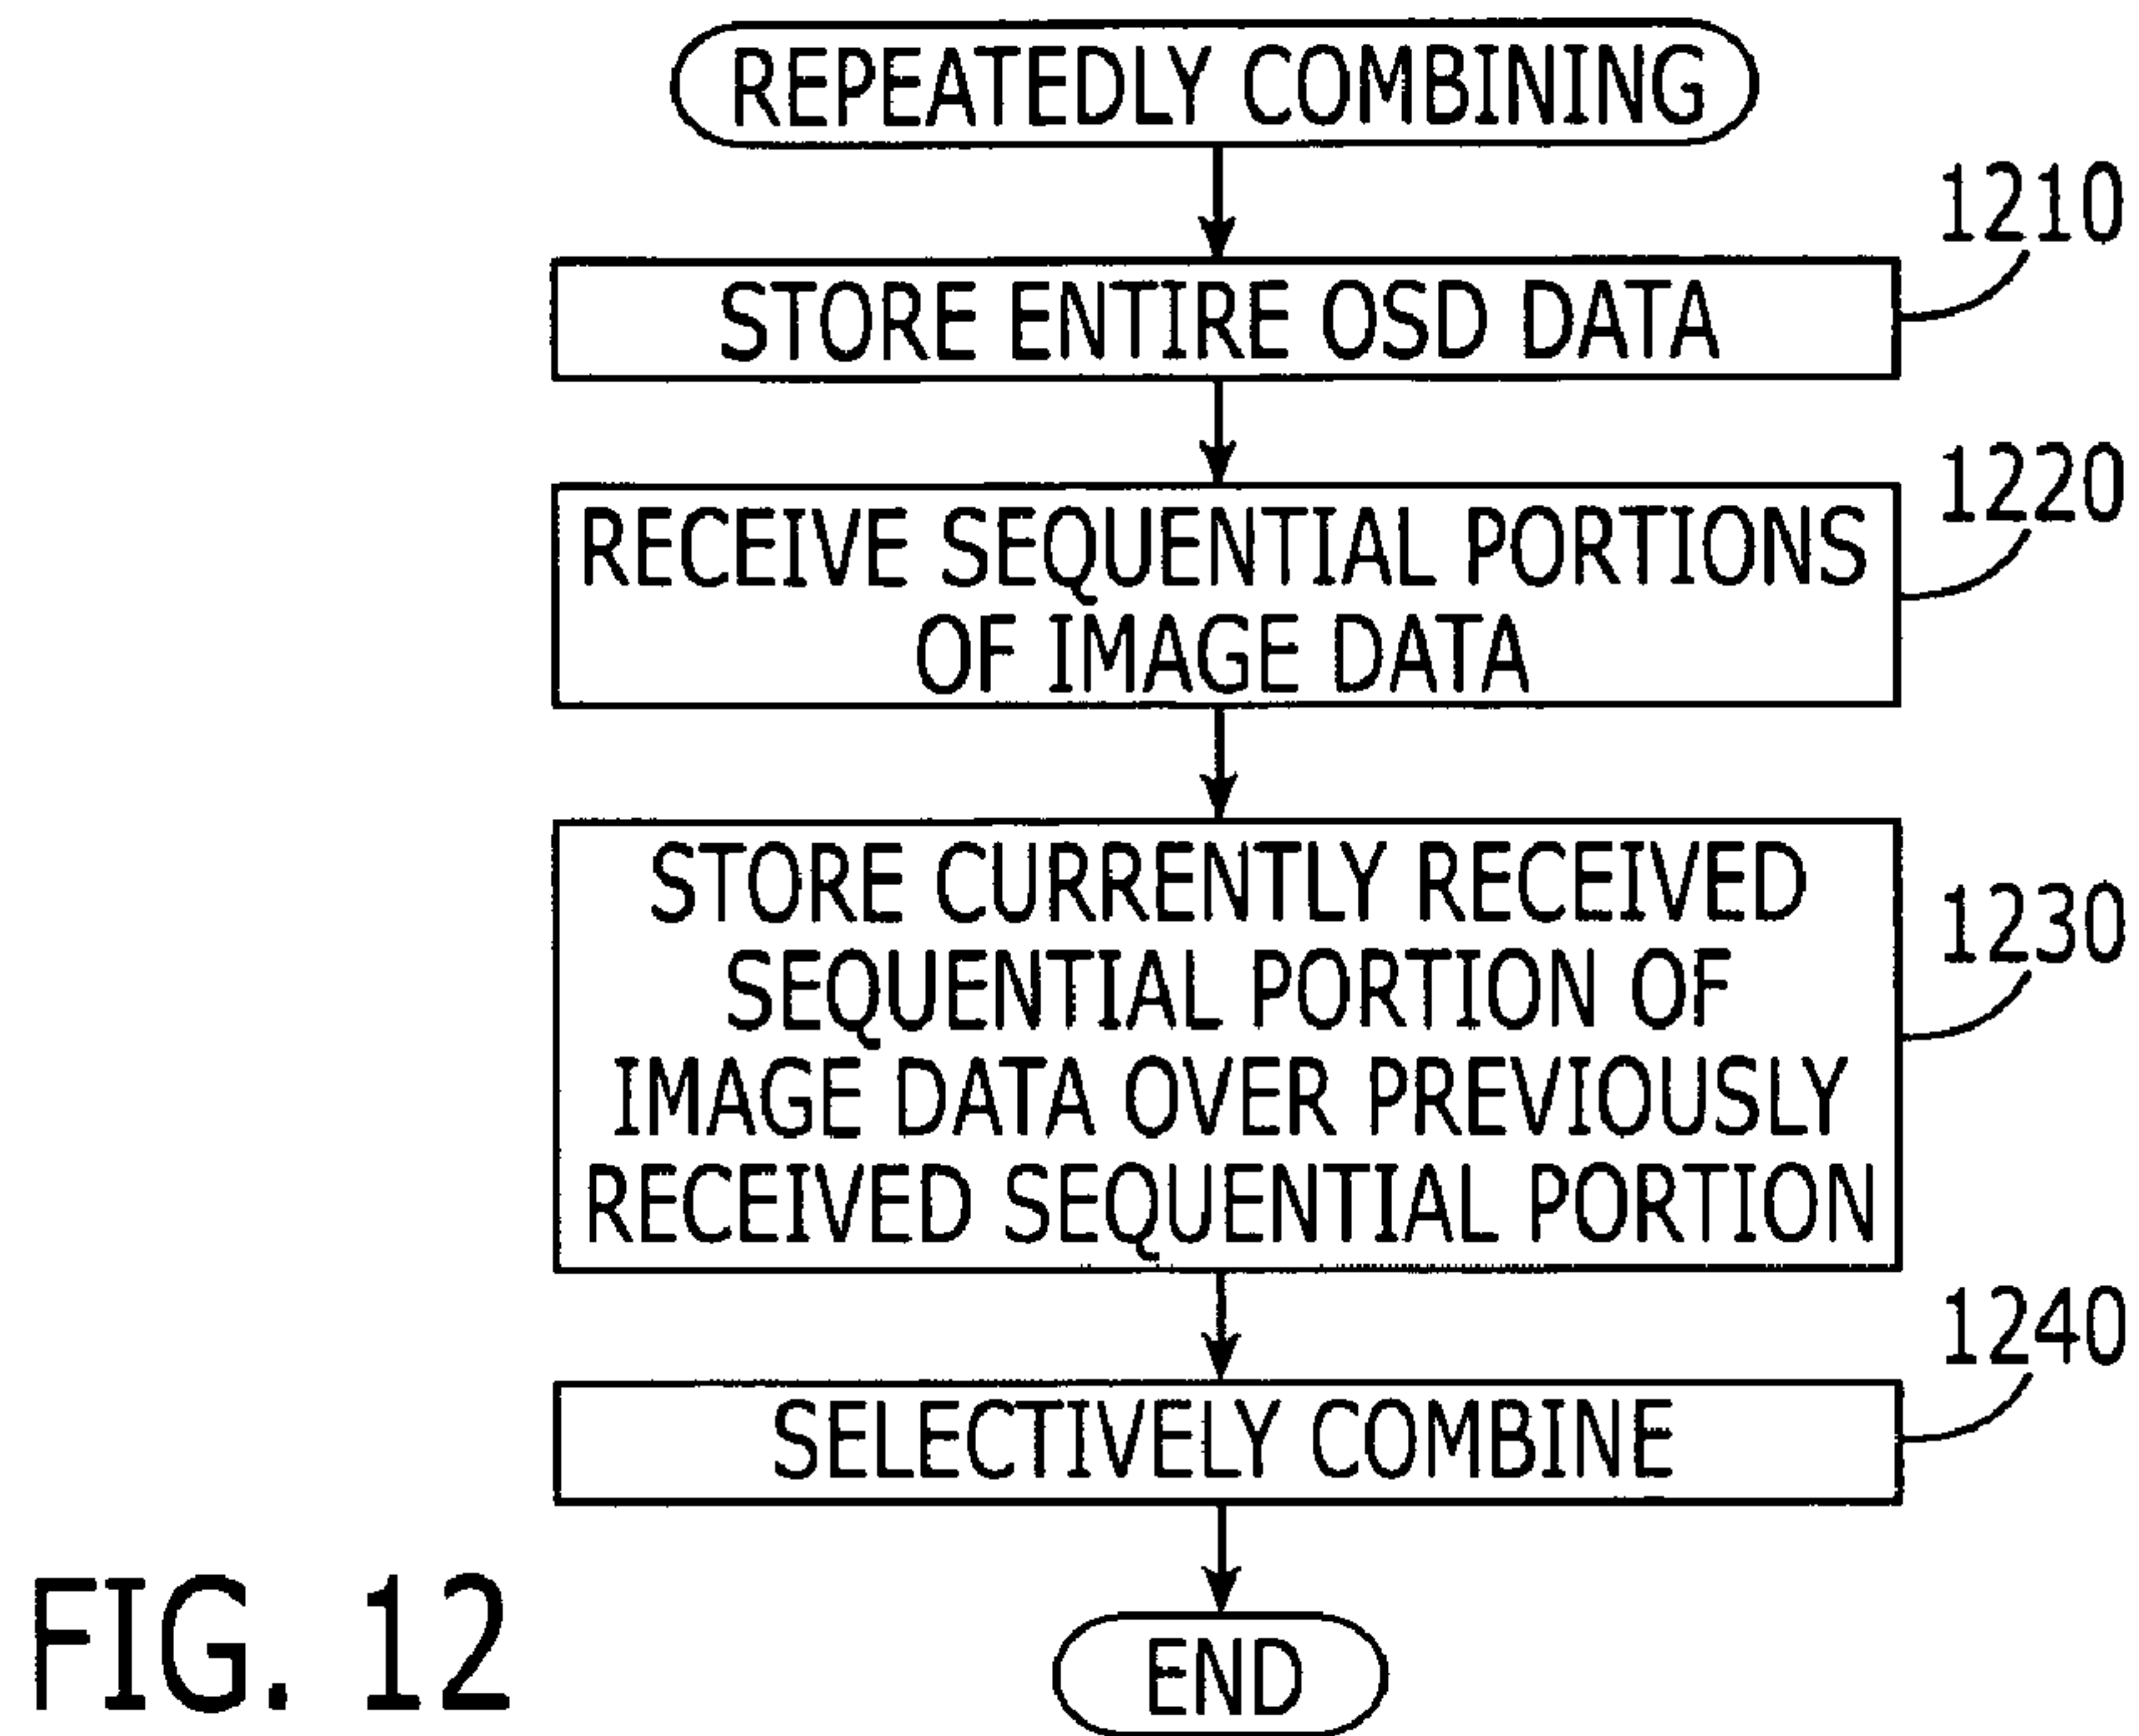 REPEATEDLY COMBINING
1210
STORE ENTIRE OSD DATA
1220
RECEIVE SEQUENTIAL PORTIONS
OF IMAGE DATA
1230
STORE CURRENTLY RECEIVED
SEQUENTIAL PORTION OF
IMAGE DATA OVER PREVIOUSLY
RECEIVED SEQUENTIAL PORTION
1240
SELECTIVELY COMBINE
END
FIG. 12